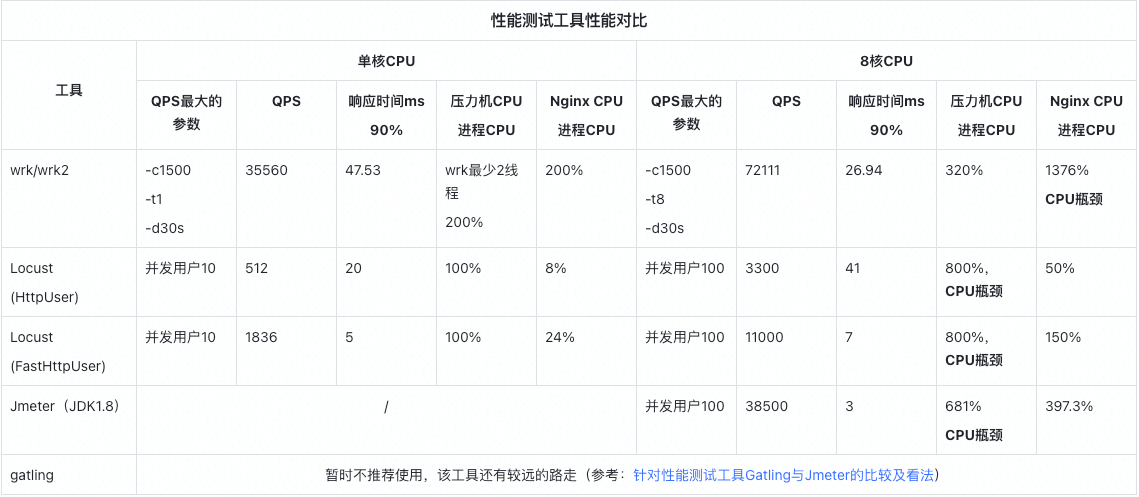 性能测试工具性能对比
工具
单核CPU
8核CPU
QPS最大的
参数
QPS
响应时间ms
90%
压力机CPU
进程CPU
Nginx CPU
进程CPU
QPS最大的
参数
QPS
响应时间ms
90%
压力机CPU
进程CPU
Nginx CPU
进程CPU
wrk/wrk2
-c1500
-t1
-d30s
35560
47.53
wrk最少2线
程
200%
200%
-c1500
-t8
-d30s
72111
26.94
320%
1376%
CPU瓶颈
Locust
(HttpUser)
并发用户10
512
20
100%
8%
并发用户100
3300
41
800%,
CPU瓶颈
50%
Locust
(FastHttpUser)
并发用户10
1836
5
100%
24%
并发用户100
11000
7
800%,
CPU瓶颈
150%
Jmeter（JDK1.8）
/
并发用户100
38500
3
681%
CPU瓶颈
397.3%
gatling
暂时不推荐使用，该工具还有较远的路走（参考：针对性能测试工具Gatling与Jmeter的比较及看法）